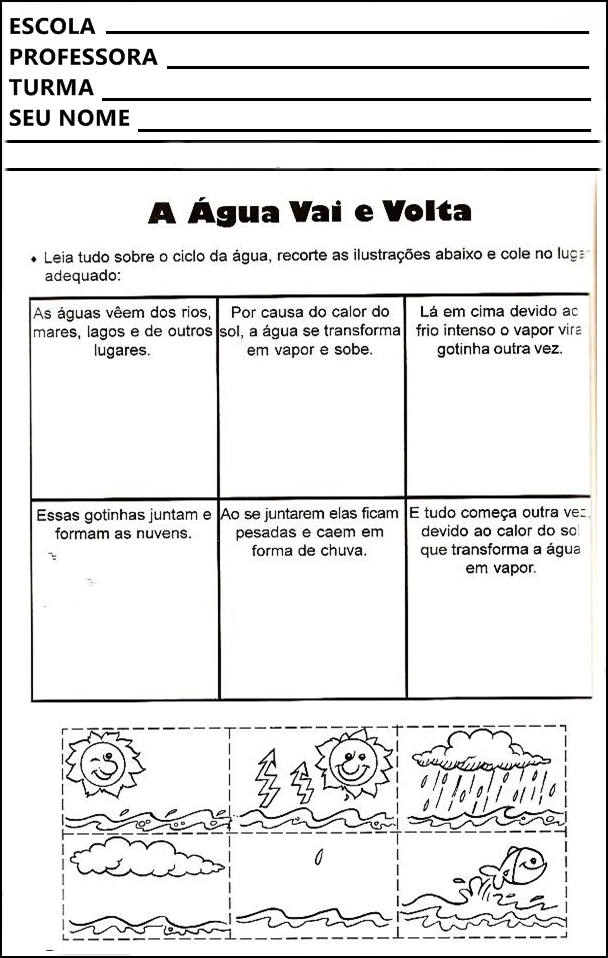 ESCOLA
PROFESSORA
TURMA
SEU NOME
A Água Vai e Volta
Leia tudo sobre o ciclo da água, recorte as ilustrações abaixo e cole no luga
adequado:
As águas vêem dos rios,
mares, lagos e de outros
lugares.
Por causa do calor do
sol, a água se transforma
em vapor e sobe.
Lá em cima devido ao
frio intenso o vapor vira
gotinha outra vez.
Essas gotinhas juntam e
formam as nuvens.
Ao se juntarem elas ficam
pesadas e caem em
forma de chuva.
E tudo começa outra vez,
devido ao calor do sol
que transforma a água
em vapor.